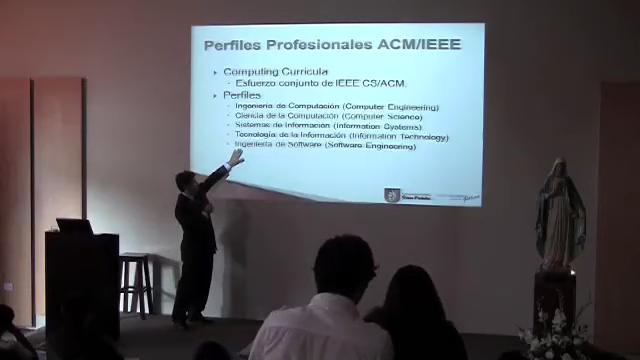 Perfiles Profesionales ACM/IEEE
Computing Curricula
- Esfuerzo conjunto de IEEE CS/ACM.
Perfiles
- Ingeniería de Computación (Computer Engineering)
- Ciencia de la Computación (Computer Science)
- Sistemas de Información (Information Systems)
- Tecnología de la Información (Information Technology)
- Ingeniería de Software (Software Engineering)
San Pablo